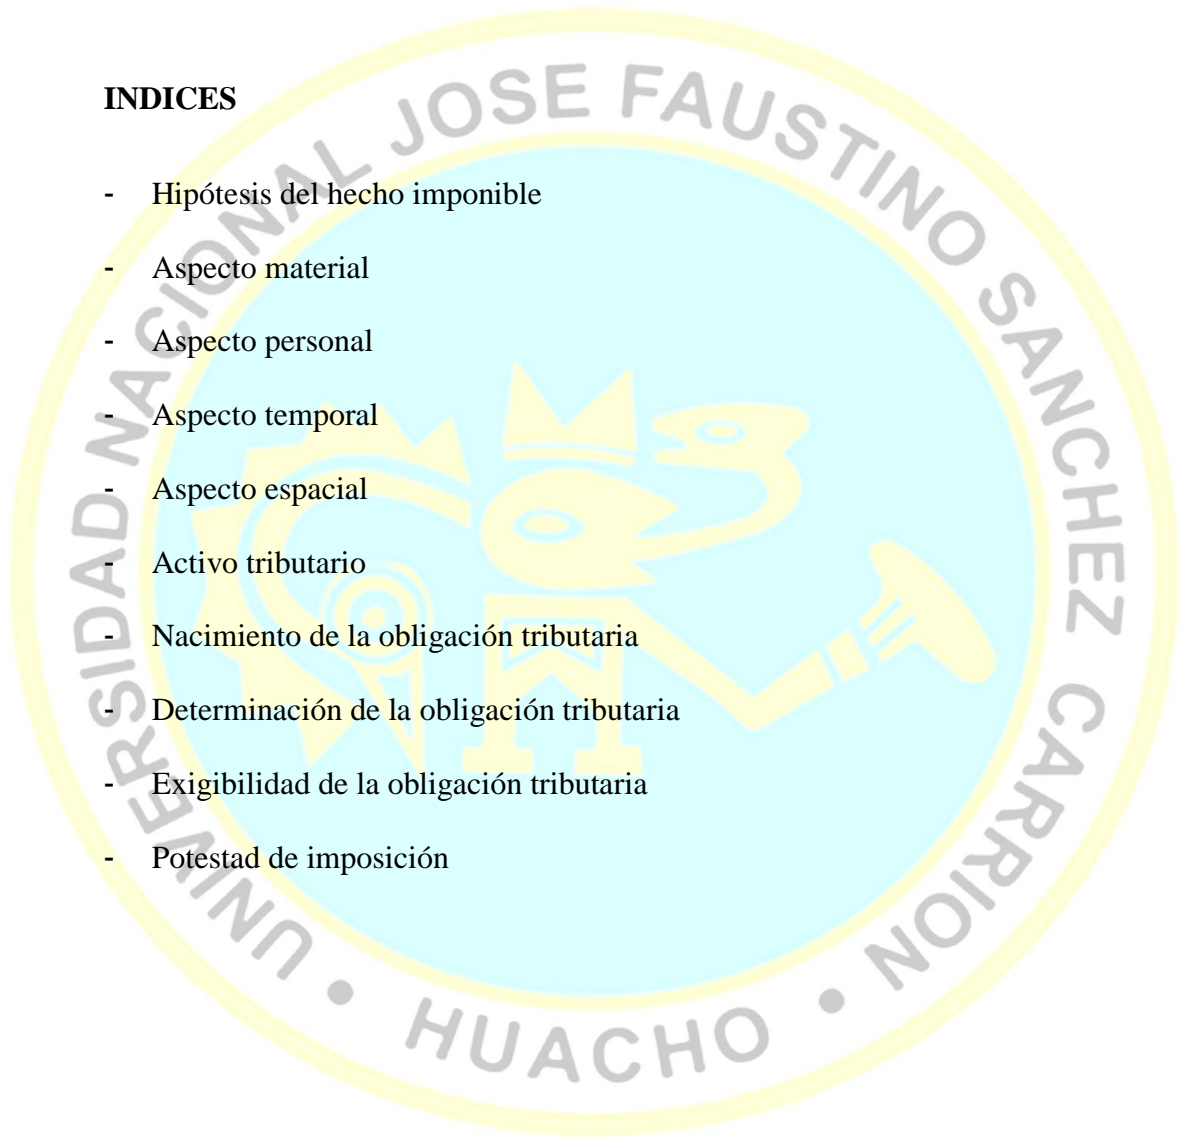 INDICES
- Hipótesis del hecho imponible
- Aspecto material
- Aspecto personal
- Aspecto temporal
- Aspecto espacial
- Activo tributario
- Nacimiento de la obligación tributaria
- Determinación de la obligación tributaria
- Exigibilidad de la obligación tributaria
- Potestad de imposición
UNIVERSIDAD NACIONAL JOSE FAUSTINO SANCHEZ CARRION
• HUACHO •